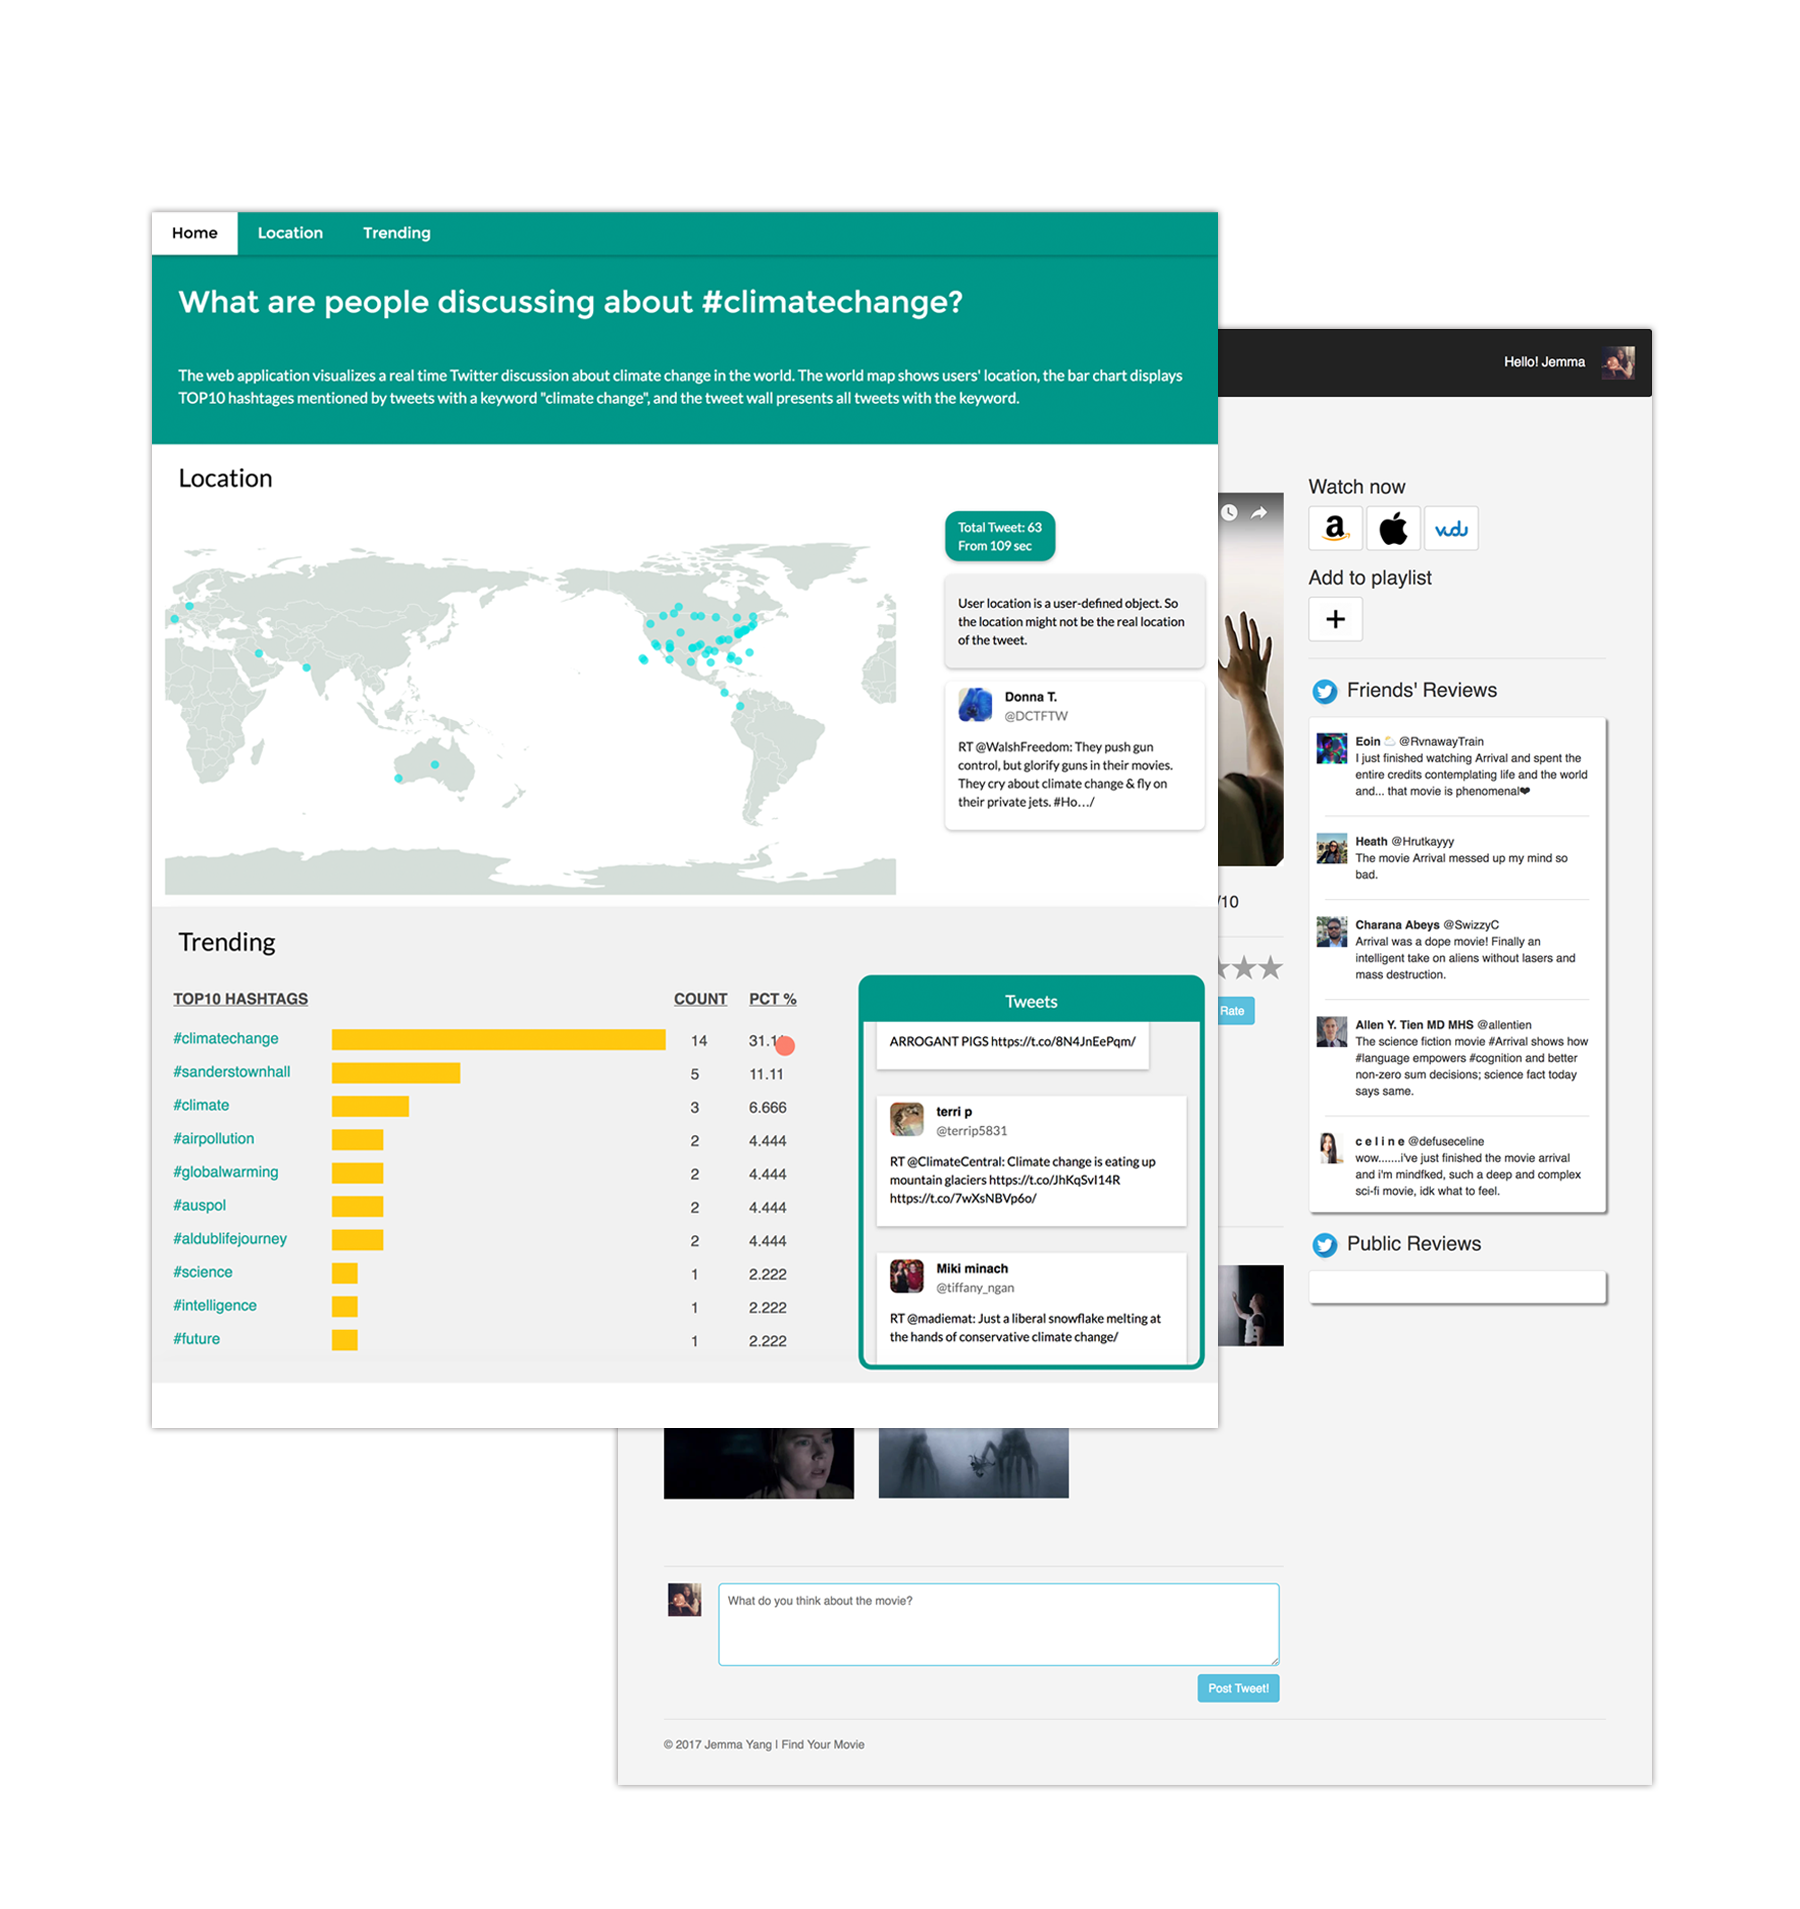 Home Location Trending
What are people discussing about #climatechange?
The web application visualizes a real time Twitter discussion about climate change in the world. The world map shows users' location, the bar chart displays
TOP10 hashtages mentioned by tweets with a keyword "climate change", and the tweet wall presents all tweets with the keyword.
Location
Total Tweet: 63
From 109 sec
User location is a user-defined object. So
the location might not be the real location
of the tweet.
Donna T.
@DCTFTW
RT @WalshFreedom: They push gun
control, but glorify guns in their movies.
They cry about climate change & fly on
their private jets. #Ho…/
Trending
TOP10 HASHTAGS COUNT PCT %
#climatechange 14
#sanderstownhall 5 11.11
#climate 3 6.666
#airpollution 2 4.444
#globalwarming 2 4.444
#auspol 2 4.444
#aldublifejourney 2 4.444
#science 1 2.222
#intelligence 1 2.222
#future 1 2.222
Tweets
ARROGANT PIGS https://t.co/8N4JnEePqm/
terri p
@terrip5831
RT @ClimateCentral: Climate change is eating up
mountain glaciers https://t.co/JhKqSvI14R
https://t.co/7wXsNBVp6o/
Miki minach
@tiffany_ngan
RT @madiemat: Just a liberal snowflake melting at
the hands of conservative climate change/
Hello! Jemma
/10
Rate
Watch now
a
vudu
Add to playlist
+
Friends' Reviews
Eoin @RvnawayTrain
I just finished watching Arrival and spent the
entire credits contemplating life and the world
and... that movie is phenomenal❤
Heath @Hrutkayyy
The movie Arrival messed up my mind so
bad.
Charana Abeys @SwizzyC
Arrival was a dope movie! Finally an
intelligent take on aliens without lasers and
mass destruction.
Allen Y. Tien MD MHS @allentien
The science fiction movie #Arrival shows how
#language empowers #cognition and better
non-zero sum decisions; science fact today
says same.
c e l i n e @defuseceline
wow.......i've just finished the movie arrival
and i'm mindfked, such a deep and complex
sci-fi movie, idk what to feel.
Public Reviews
What do you think about the movie?
Post Tweet!
© 2017 Jemma Yang | Find Your Movie